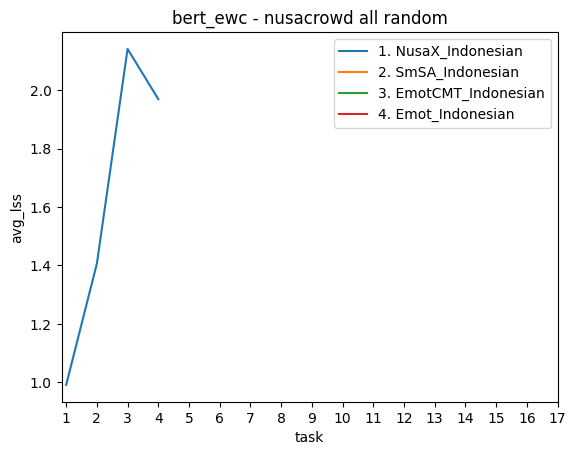 bert_ewc - nusacrowd all random
1. NusaX_Indonesian
2. SmSA_Indonesian
3. EmotCMT_Indonesian
4. Emot_Indonesian
avg_lss
2.0
1.8
1.6
1.4
1.2
1.0
1 2 3 4 5 6 7 8 9 10 11 12 13 14 15 16 17
task